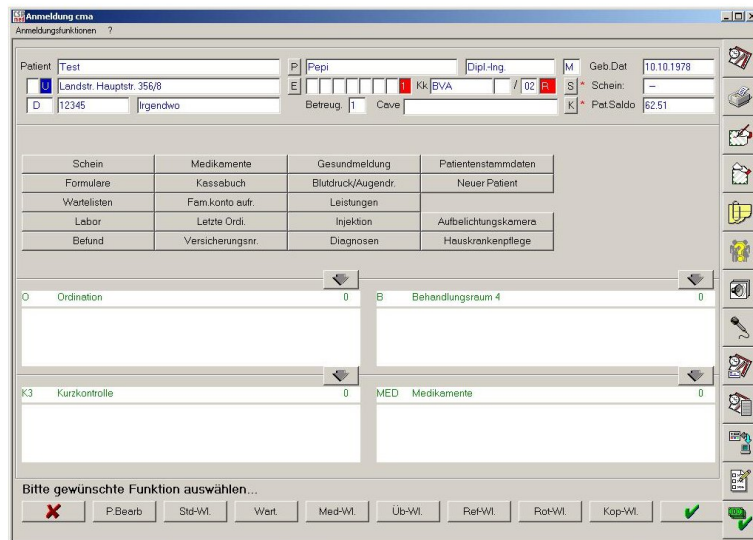 Anmeldung cma
Anmeldungsfunktionen ?
Patient Test P Pepi Dipl.-Ing. M Geb.Dat 10.10.1978
U Landstr. Hauptstr. 356/8 E 1 Kk BVA / 02 R S * Schein: --
D 12345 Irgendwo Betreug. 1 Cave K * Pat.Saldo 62.51
Schein Medikamente Gesundmeldung Patientenstammdaten
Formulare Kassabuch Blutdruck/Augendr. Neuer Patient
Wartelisten Fam.konto aufr. Leistungen
Labor Letzte Ordi. Injektion Aufbelichtungskamera
Befund Versicherungsnr. Diagnosen Hauskrankenpflege
O Ordination 0 B Behandlungsraum 4 0
K3 Kurzkontrolle 0 MED Medikamente 0
Bitte gewünschte Funktion auswählen...
P.Bearb Std-Wl. Wart. Med-Wl. Üb-Wl. Ref-Wl. Rot-Wl. Kop-Wl.